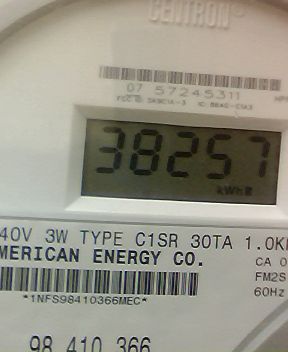 CENTRON®
07 57245311
38257
kWh
40V 3W TYPE C1SR 30TA 1.0K
MERICAN ENERGY CO.
CA 0
FM2S
60Hz
*1NFS98410366MEC*
98 410 366